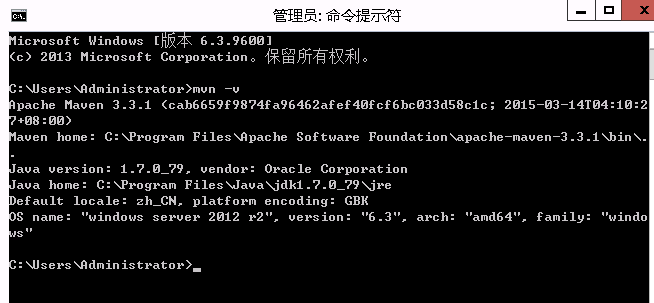 管理员: 命令提示符
Microsoft Windows [版本 6.3.9600]
(c) 2013 Microsoft Corporation。保留所有权利。
C:\Users\Administrator>mvn -v
Apache Maven 3.3.1 (cab6659f9874fa96462afef40fcf6bc033d58c1c; 2015-03-14T04:10:2
7+08:00)
Maven home: C:\Program Files\Apache Software Foundation\apache-maven-3.3.1\bin\.
.
Java version: 1.7.0_79, vendor: Oracle Corporation
Java home: C:\Program Files\Java\jdk1.7.0_79\jre
Default locale: zh_CN, platform encoding: GBK
OS name: "windows server 2012 r2", version: "6.3", arch: "amd64", family: "windo
ws"
C:\Users\Administrator>